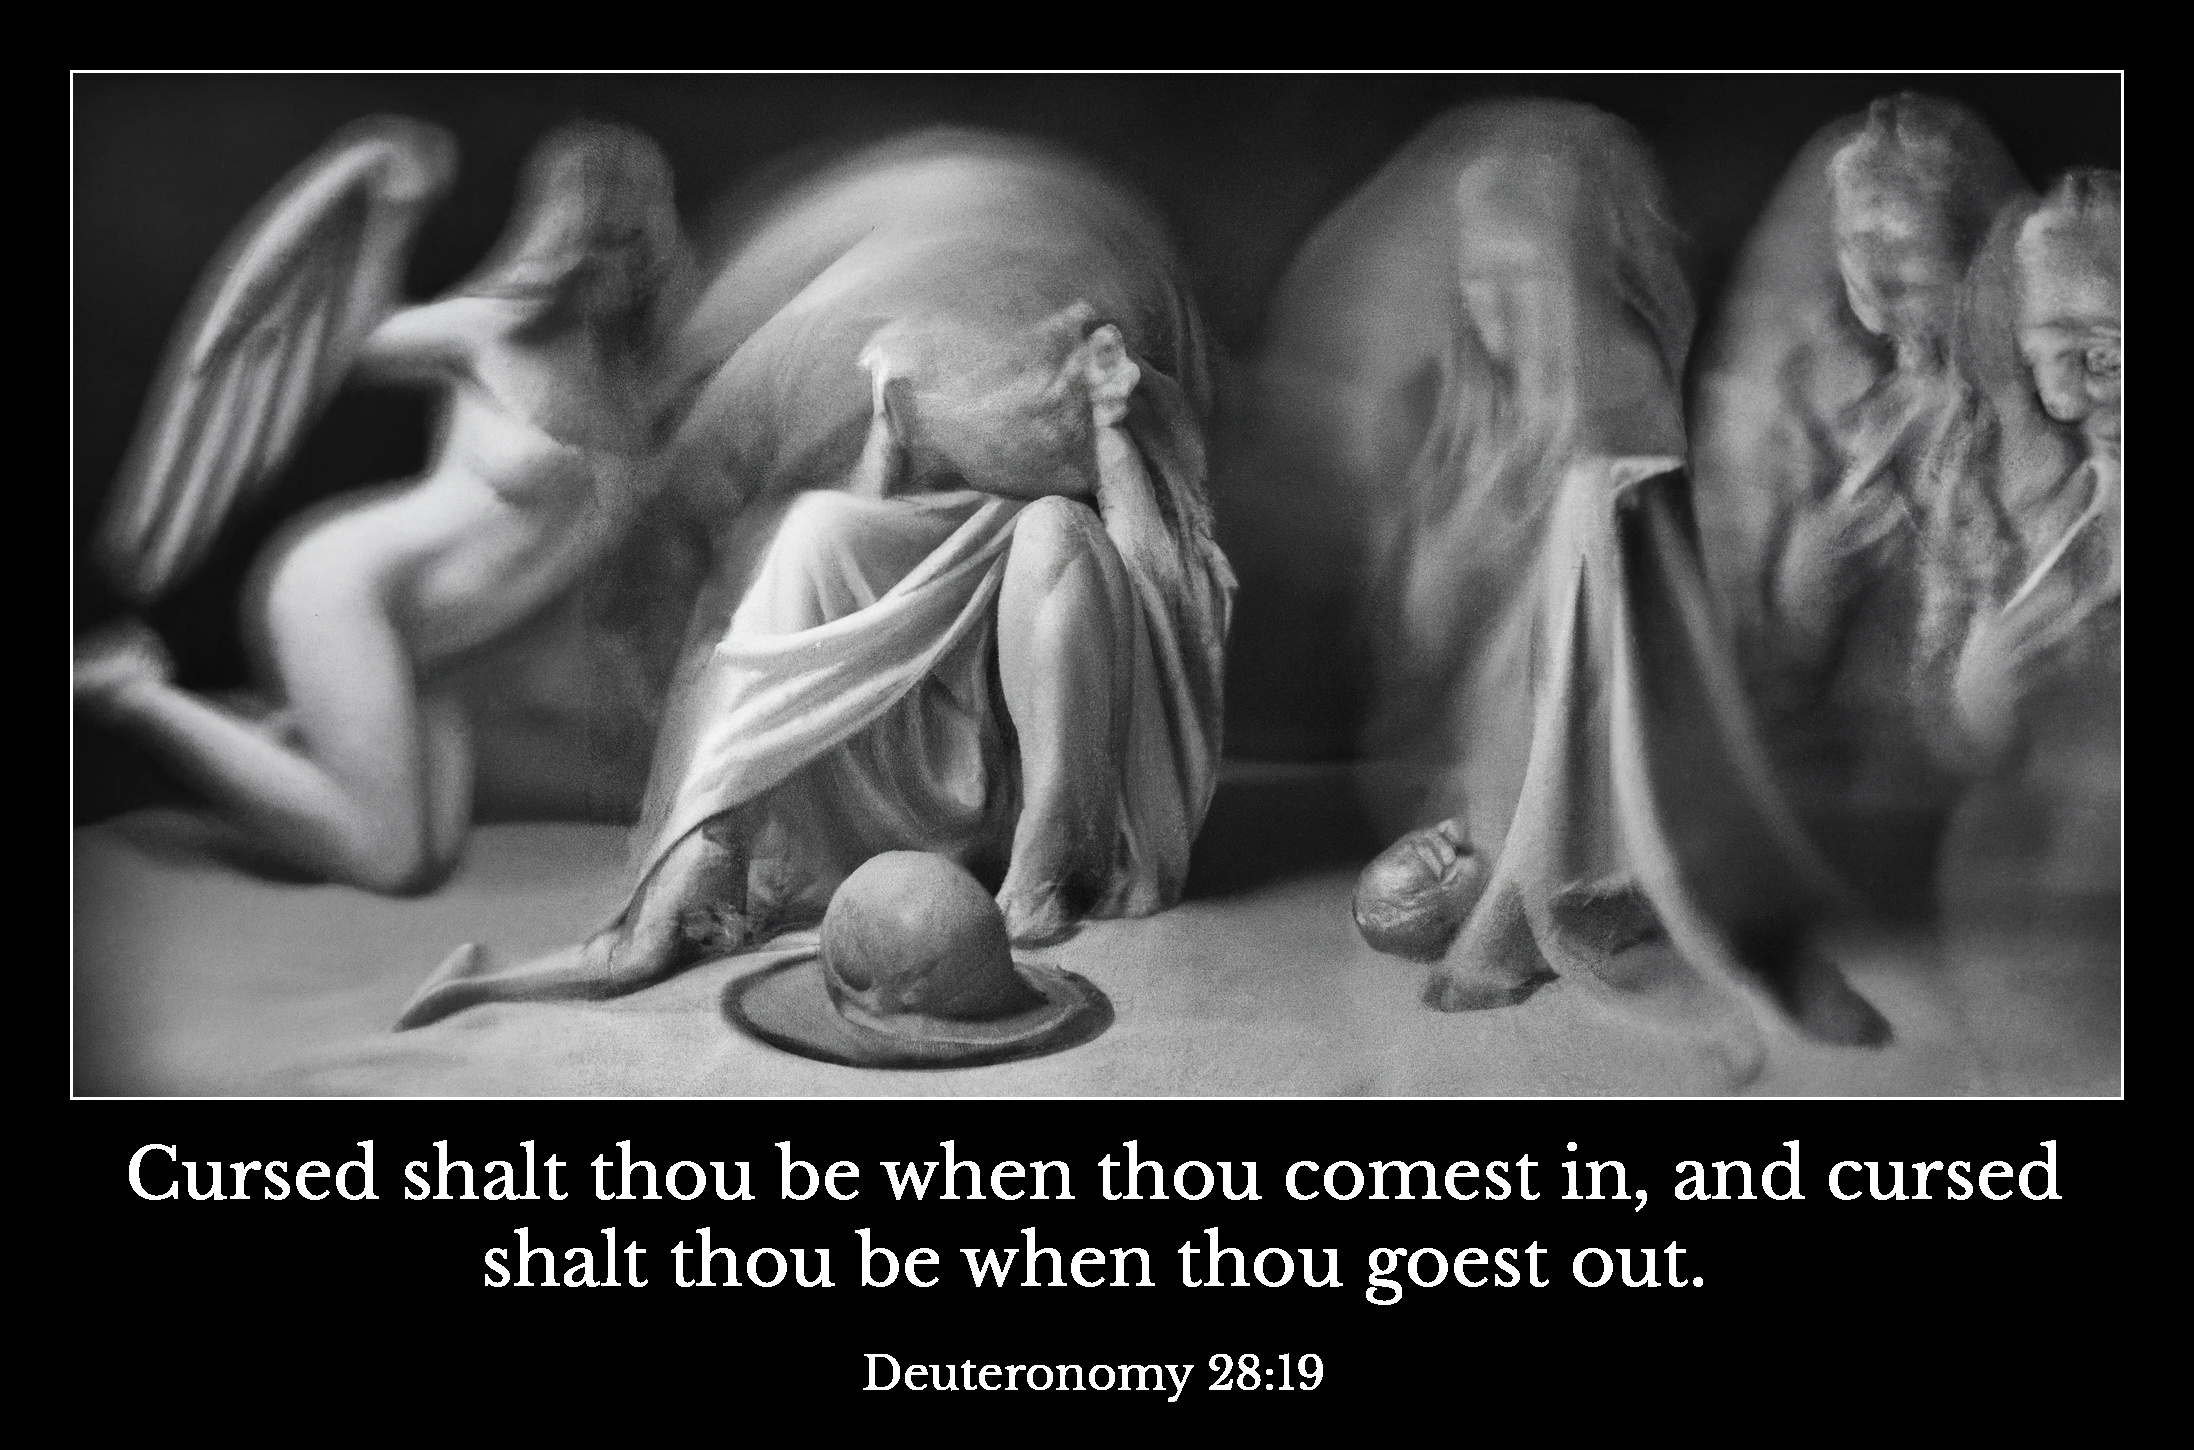 Cursed shalt thou be when thou comest in, and cursed
shalt thou be when thou goest out.
Deuteronomy 28:19